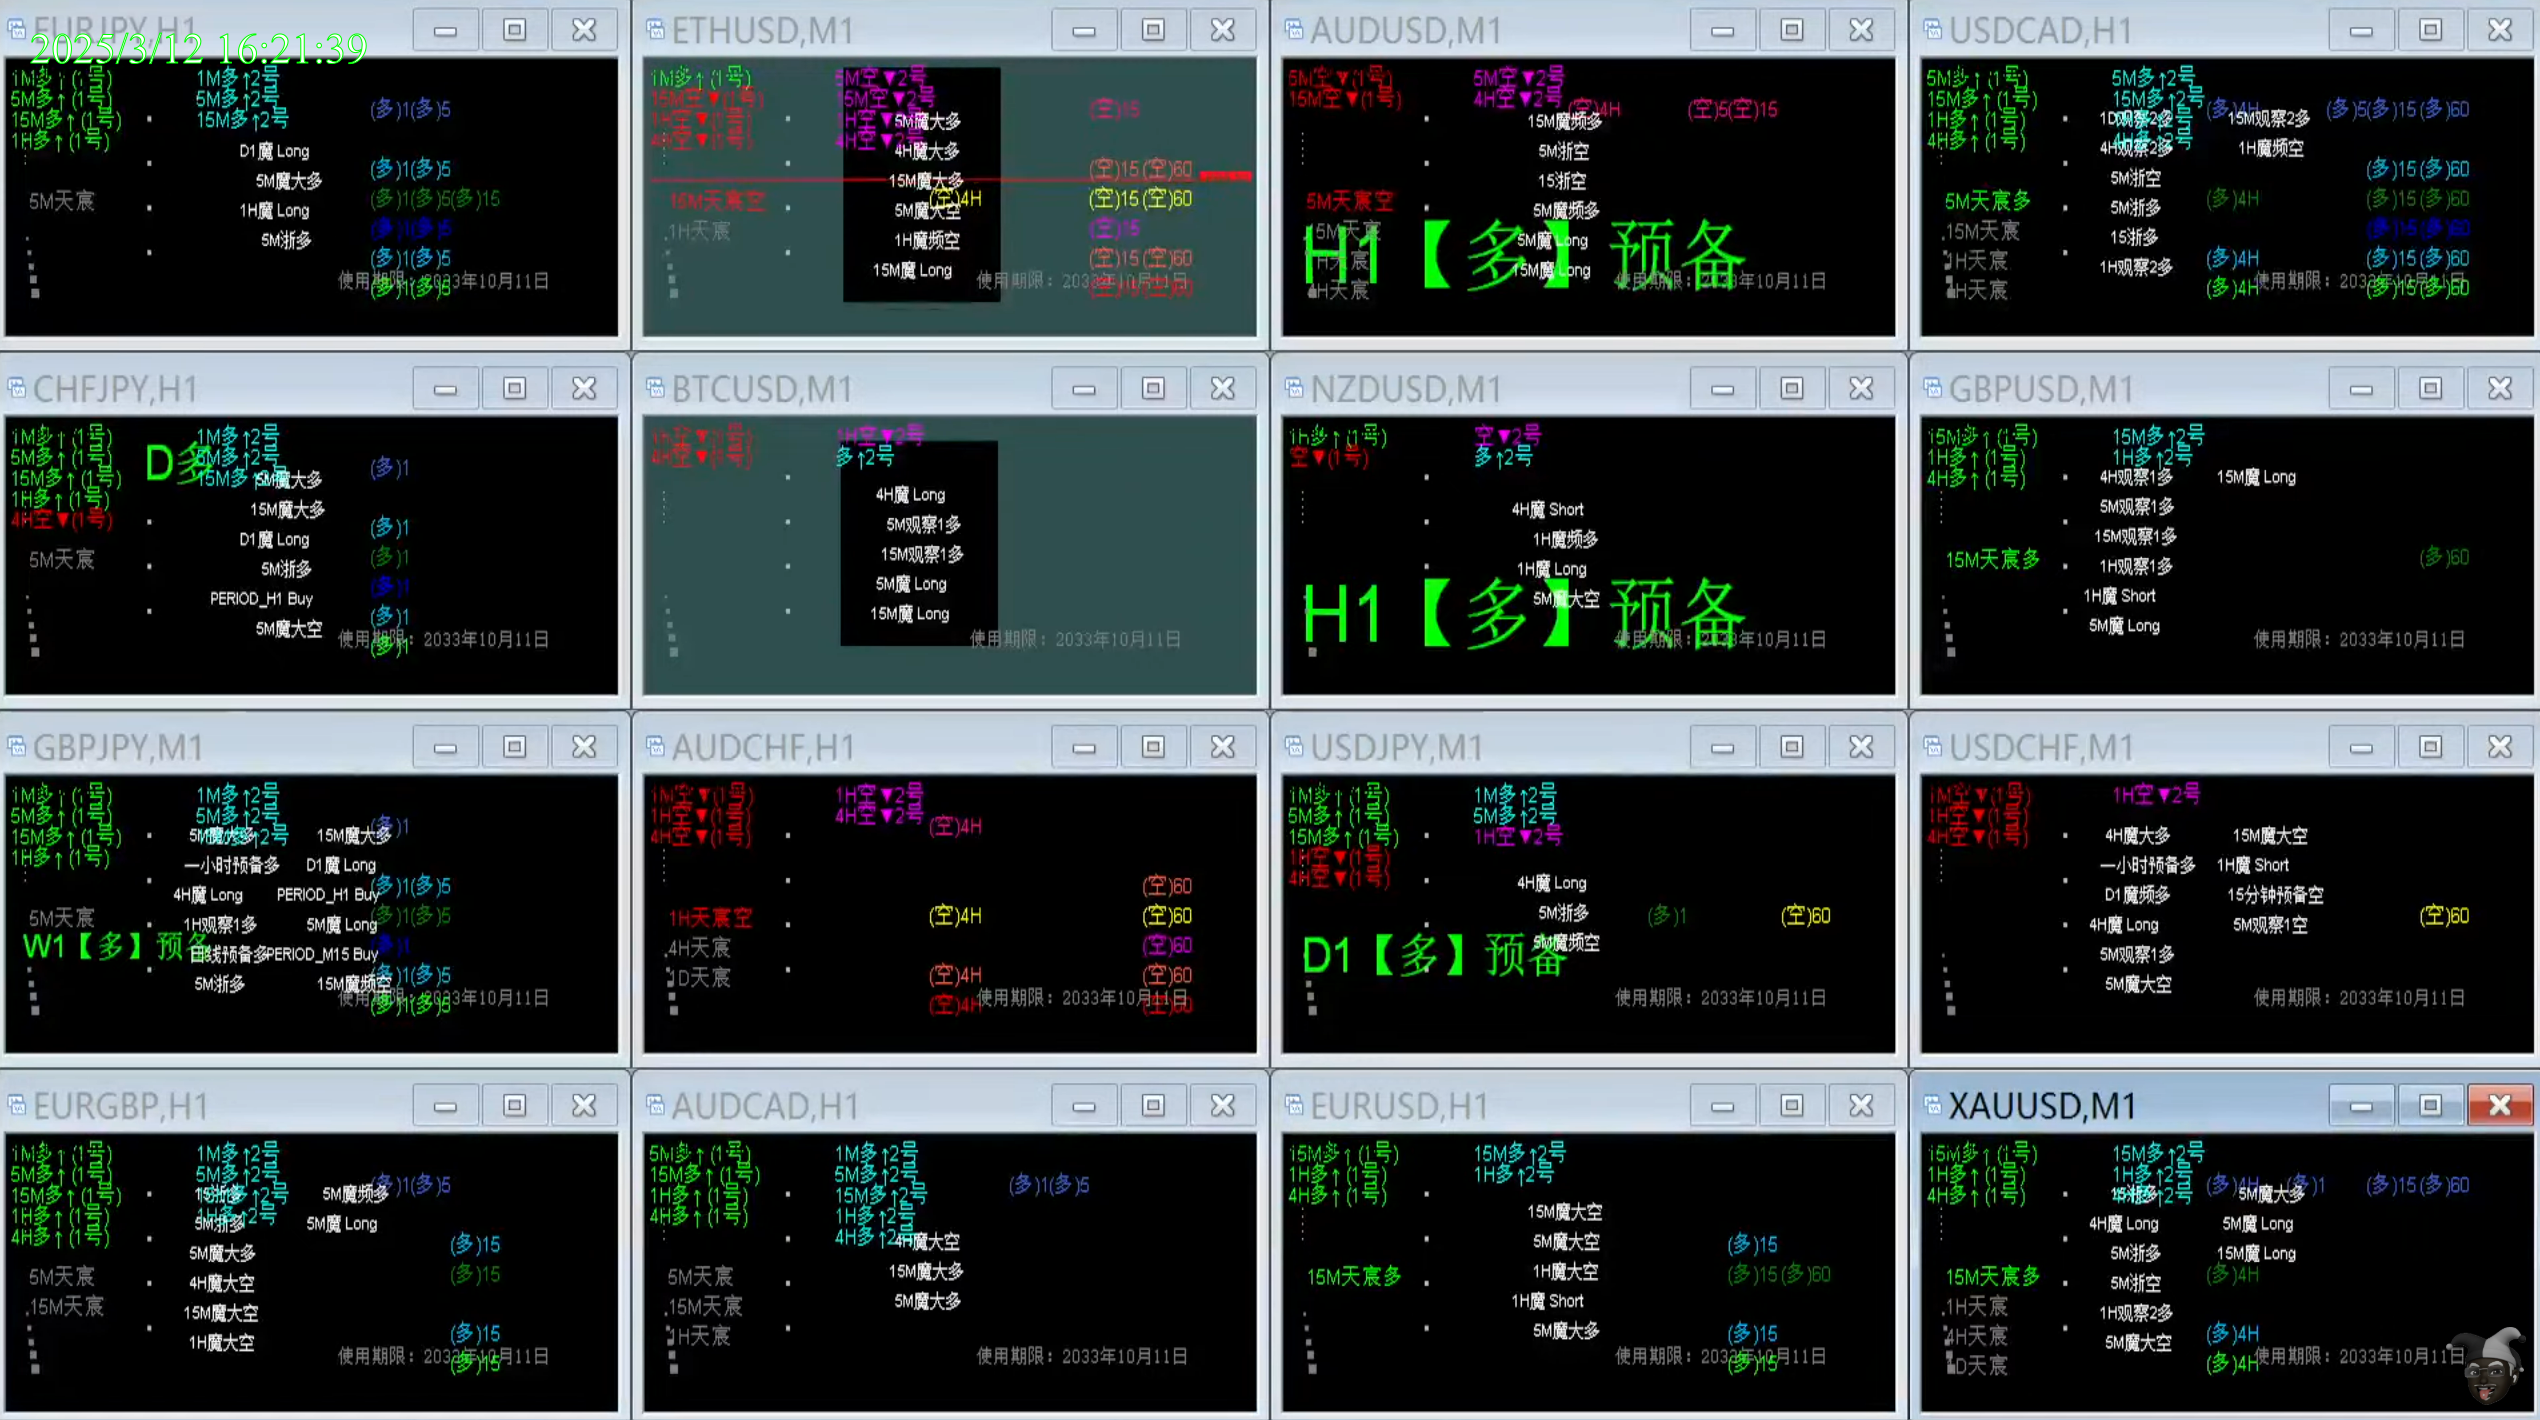 EURJPY,H1
2025/3/12 16:21:39
1M多↑(1号) 1M多↑2号
5M多↑(1号) 5M多↑2号 (多)1(多)5
15M多↑(1号) 15M多↑2号
1H多↑(1号)
D1魔 Long
5M魔大多 (多)1(多)5
5M天宸 (多)1(多)5(多)15
1H魔 Long
5M浙多 (多)1(多)5
(多)1(多)5
使用期限：2033年10月11日
(多)1(多)5
ETHUSD,M1
1M多↑(1号) 5M空▼2号
15M空▼(1号) 15M空▼2号 (空)15
1H空▼(1号) 1H空▼2号
5M魔大多
4H空▼(1号) 4H空▼2号
4H魔大多
15M魔大多 (空)15(空)60
15M天宸空 (空)4H (空)15(空)60
5M魔大空
1H天宸 (空)15
1H魔频空
15M魔 Long (空)15(空)60
使用期限：2033年10月11日
AUDUSD,M1
5M空▼(1号) 5M空▼2号
15M空▼(1号) 4H空▼2号 (空)4H (空)5(空)15
15M魔频多
5M浙空
15浙空
5M天宸空 5M魔频多
15M天宸 5M魔 Long
H1【多】预备
1H天宸 15M魔 Long
4H天宸 使用期限：2033年10月11日
USDCAD,H1
5M多↑(1号) 5M多↑2号
15M多↑(1号) 15M多↑2号 (多)4H (多)5(多)15(多)60
1H多↑(1号) 1D观察2多 15M观察2多
4H多↑(1号) 4H观察2多 1H魔频空
5M浙空 (多)15(多)60
5M天宸多 5M浙多 (多)4H (多)15(多)60
15M天宸 15浙多 (多)15(多)60
1H天宸 1H观察2多 (多)4H (多)15(多)60
4H天宸 (多)4H 使用期限：2033年10月11日
(多)15(多)60
CHFJPY,H1
1M多↑(1号) 1M多↑2号
5M多↑(1号) D多 5M多↑2号 (多)1
15M多↑(1号) 15M多↑2号 5M魔大多
1H多↑(1号) 15M魔大多
4H空▼(1号) (多)1
D1魔 Long
5M天宸 5M浙多 (多)1
PERIOD_H1 Buy (多)1
5M魔大空 (多)1
使用期限：2033年10月11日
(多)1
BTCUSD,M1
1H空▼(1号) 1H空▼2号
4H空▼(1号) 多↑2号
4H魔 Long
5M观察1多
15M观察1多
5M魔 Long
15M魔 Long
使用期限：2033年10月11日
NZDUSD,M1
1H多↑(1号) 空▼2号
空▼(1号) 多↑2号
4H魔 Short
1H魔频多
1H魔 Long
5M魔大空
H1【多】预备
使用期限：2033年10月11日
GBPUSD,M1
15M多↑(1号) 15M多↑2号
1H多↑(1号) 1H多↑2号
4H多↑(1号) 4H观察1多 15M魔 Long
5M观察1多
15M观察1多
15M天宸多 1H观察1多 (多)60
1H魔 Short
5M魔 Long
使用期限：2033年10月11日
GBPJPY,M1
1M多↑(1号) 1M多↑2号
5M多↑(1号) 5M多↑2号 (多)1
15M多↑(1号) 5M魔大多 15M魔大多
1H多↑(1号) 一小时预备多 D1魔 Long
4H魔 Long PERIOD_H1 Buy (多)1(多)5
5M天宸 1H观察1多 5M魔 Long (多)1(多)5
W1【多】预备 日线预备多 PERIOD_M15 Buy (多)1
5M浙多 15M魔频空 (多)1(多)5
使用期限：2033年10月11日
(多)1(多)5
AUDCHF,H1
1M空▼(1号) 1H空▼2号
1H空▼(1号) 4H空▼2号
4H空▼(1号) (空)4H
(空)60
1H天宸空 (空)4H (空)60
4H天宸 (空)60
1D天宸 (空)4H (空)60
(空)4H 使用期限：2033年10月11日
(空)60
USDJPY,M1
1M多↑(1号) 1M多↑2号
5M多↑(1号) 5M多↑2号
15M多↑(1号) 1H空▼2号
1H空▼(1号)
4H空▼(1号) 4H魔 Long
5M浙多 (多)1 (空)60
5M魔频空
D1【多】预备
使用期限：2033年10月11日
USDCHF,M1
1M空▼(1号) 1H空▼2号
1H空▼(1号)
4H空▼(1号) 4H魔大多 15M魔大空
一小时预备多 1H魔 Short
D1魔频多 15分钟预备空
4H魔 Long 5M观察1空 (空)60
5M观察1多
5M魔大空
使用期限：2033年10月11日
EURGBP,H1
1M多↑(1号) 1M多↑2号
5M多↑(1号) 5M多↑2号 (多)1(多)5
15M多↑(1号) 15M多↑2号 5M魔频多
1H多↑(1号) 1H多↑2号
5M浙多 5M魔 Long
4H多↑(1号) 5M魔大多 (多)15
5M天宸 4H魔大空 (多)15
15M天宸 15M魔大空
1H魔大空 (多)15
使用期限：2033年10月11日
(多)15
AUDCAD,H1
5M多↑(1号) 1M多↑2号
15M多↑(1号) 5M多↑2号 (多)1(多)5
1H多↑(1号) 15M多↑2号
4H多↑(1号) 1H多↑2号
4H多↑2号 4H魔大空
5M天宸 15M魔大多
15M天宸 5M魔大多
1H天宸
使用期限：2033年10月11日
EURUSD,H1
15M多↑(1号) 15M多↑2号
1H多↑(1号) 1H多↑2号
4H多↑(1号)
15M魔大空
5M魔大空 (多)15
15M天宸多 1H魔大空 (多)15(多)60
1H魔 Short
5M魔大多 (多)15
使用期限：2033年10月11日
(多)15
XAUUSD,M1
15M多↑(1号) 15M多↑2号
1H多↑(1号) 1H多↑2号 (多)4H (多)1 (多)15(多)60
4H多↑(1号) 4H多↑2号 15浙多 5M魔大多
4H魔 Long 5M魔 Long
5M浙多 15M魔 Long
15M天宸多 5M浙空 (多)4H
1H天宸 1H观察2多
4H天宸 5M魔大空 (多)4H
1D天宸 (多)4H 使用期限：2033年10月11日